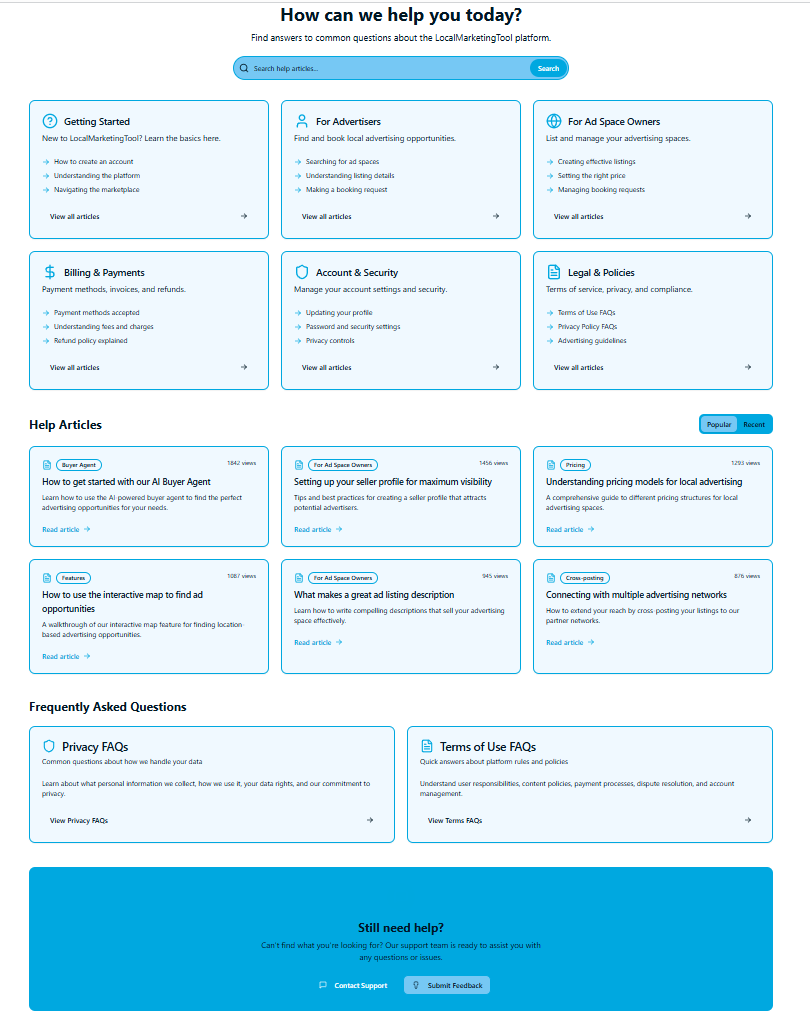 How can we help you today?
Find answers to common questions about the LocalMarketingTool platform.
Search help articles...
Search
Getting Started
New to LocalMarketingTool? Learn the basics here.
How to create an account
Understanding the platform
Navigating the marketplace
View all articles
For Advertisers
Find and book local advertising opportunities.
Searching for ad spaces
Understanding listing details
Making a booking request
View all articles
For Ad Space Owners
List and manage your advertising spaces.
Creating effective listings
Setting the right price
Managing booking requests
View all articles
Billing & Payments
Payment methods, invoices, and refunds.
Payment methods accepted
Understanding fees and charges
Refund policy explained
View all articles
Account & Security
Manage your account settings and security.
Updating your profile
Password and security settings
Privacy controls
View all articles
Legal & Policies
Terms of service, privacy, and compliance.
Terms of Use FAQs
Privacy Policy FAQs
Advertising guidelines
View all articles
Help Articles
Popular
Recent
Buyer Agent
1842 views
How to get started with our AI Buyer Agent
Learn how to use the AI-powered buyer agent to find the perfect
advertising opportunities for your needs.
Read article
For Ad Space Owners
1456 views
Setting up your seller profile for maximum visibility
Tips and best practices for creating a seller profile that attracts
potential advertisers.
Read article
Pricing
1293 views
Understanding pricing models for local advertising
A comprehensive guide to different pricing structures for local
advertising spaces.
Read article
Features
1087 views
How to use the interactive map to find ad
opportunities
A walkthrough of our interactive map feature for finding location-
based advertising opportunities.
Read article
For Ad Space Owners
945 views
What makes a great ad listing description
Learn how to write compelling descriptions that sell your advertising
space effectively.
Read article
Cross-posting
876 views
Connecting with multiple advertising networks
How to extend your reach by cross-posting your listings to our
partner networks.
Read article
Frequently Asked Questions
Privacy FAQs
Common questions about how we handle your data
Learn about what personal information we collect, how we use it, your data rights, and our commitment to
privacy.
View Privacy FAQs
Terms of Use FAQs
Quick answers about platform rules and policies
Understand user responsibilities, content policies, payment processes, dispute resolution, and account
management.
View Terms FAQs
Still need help?
Can't find what you're looking for? Our support team is ready to assist you with
any questions or issues.
Contact Support
Submit Feedback